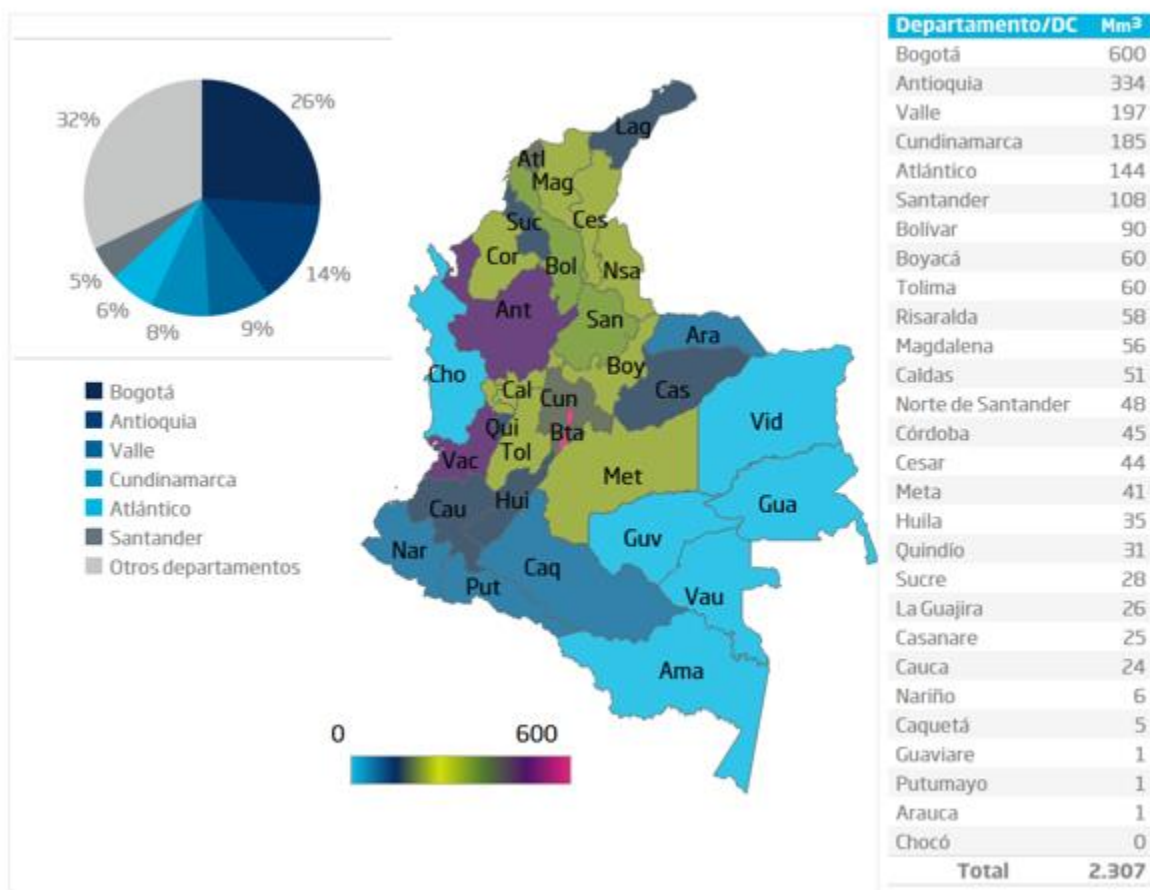 26%
32%
14%
5%
6%
8%
9%
Bogotá
Antioquia
Valle
Cundinamarca
Atlántico
Santander
Otros departamentos
Lag
Atl
Mag
Ces
Suc
Cor
Bol
Nsa
Ant
San
Ara
Boy
Cho
Cal
Cun
Cas
Vid
Qui
Bta
Tol
Vac
Met
Hui
Gua
Cau
Guv
Nar
Caq
Put
Vau
Ama
0 600
Departamento/DC Mm³
Bogotá 600
Antioquia 334
Valle 197
Cundinamarca 185
Atlántico 144
Santander 108
Bolívar 90
Boyacá 60
Tolima 60
Risaralda 58
Magdalena 56
Caldas 51
Norte de Santander 48
Córdoba 45
Cesar 44
Meta 41
Huila 35
Quindío 31
Sucre 28
La Guajira 26
Casanare 25
Cauca 24
Nariño 6
Caquetá 5
Guaviare 1
Putumayo 1
Arauca 1
Chocó 0
Total 2.307